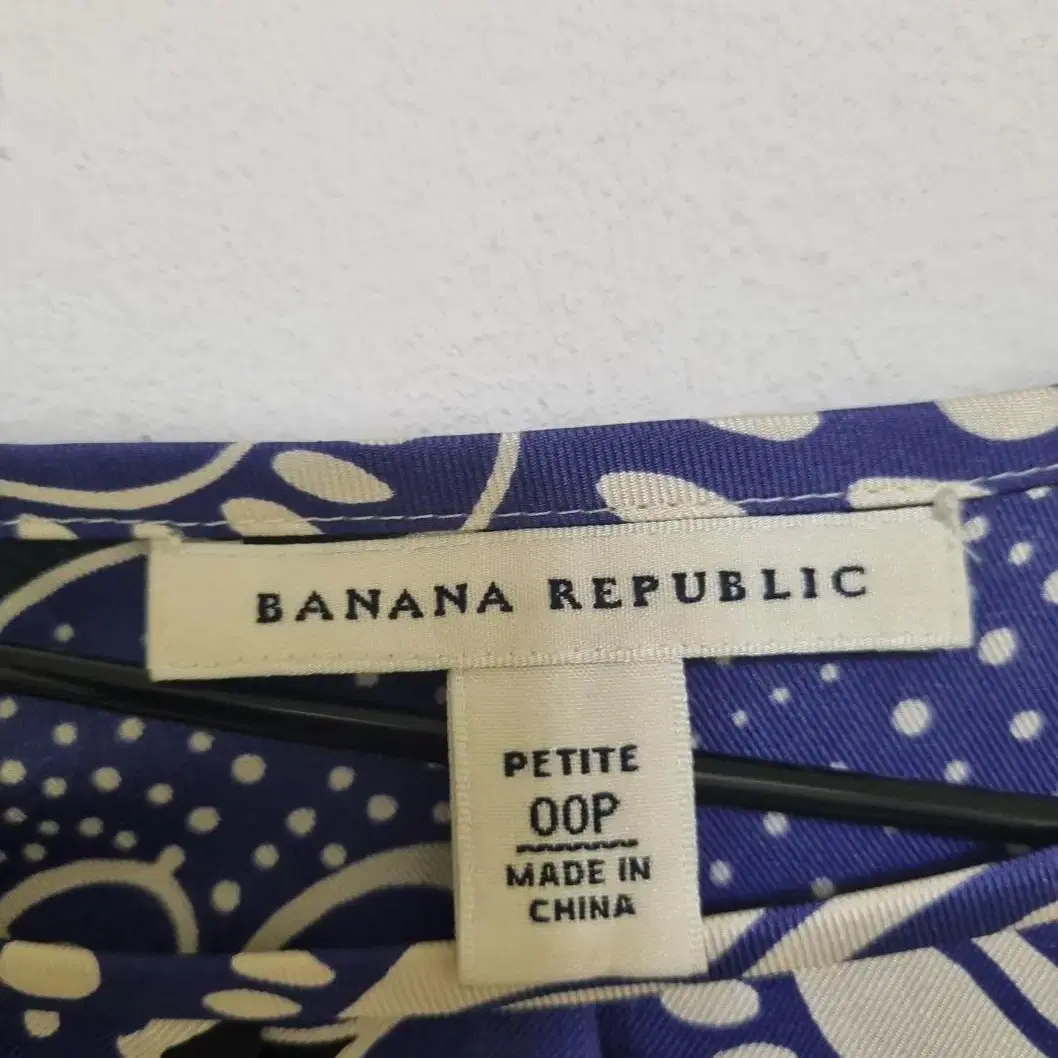 BANANA REPUBLIC
PETITE
00P
MADE IN
CHINA